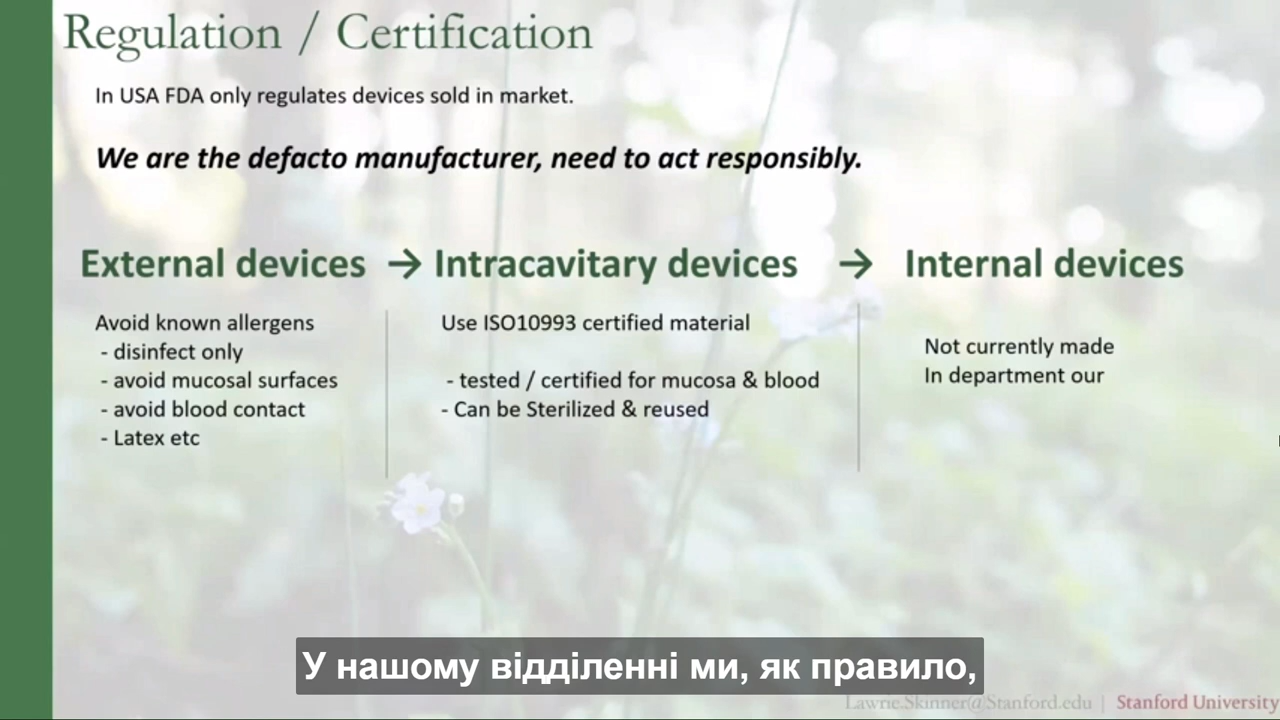 Regulation / Certification
In USA FDA only regulates devices sold in market.
We are the defacto manufacturer, need to act responsibly.
External devices → Intracavitary devices → Internal devices
Avoid known allergens
- disinfect only
- avoid mucosal surfaces
- avoid blood contact
- Latex etc
Use ISO10993 certified material
- tested / certified for mucosa & blood
- Can be Sterilized & reused
Not currently made
In department our
У нашому відділенні ми, як правило,
Lawrie.Skinner@Stanford.edu | Stanford University